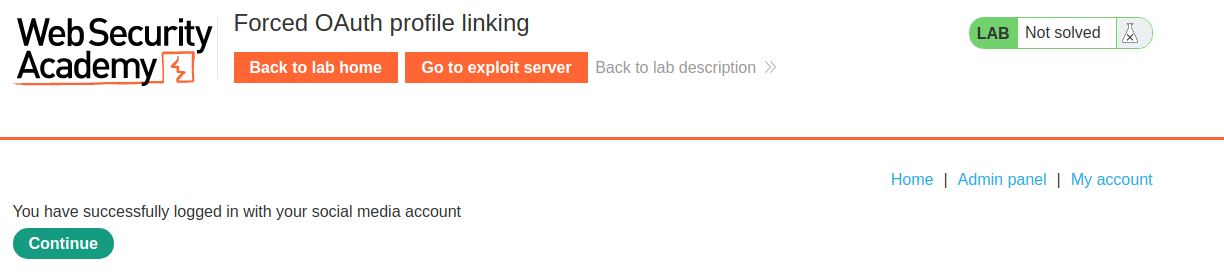 Web Security
Academy
Forced OAuth profile linking
Back to lab home
Go to exploit server
Back to lab description
LAB
Not solved
Home | Admin panel | My account
You have successfully logged in with your social media account
Continue